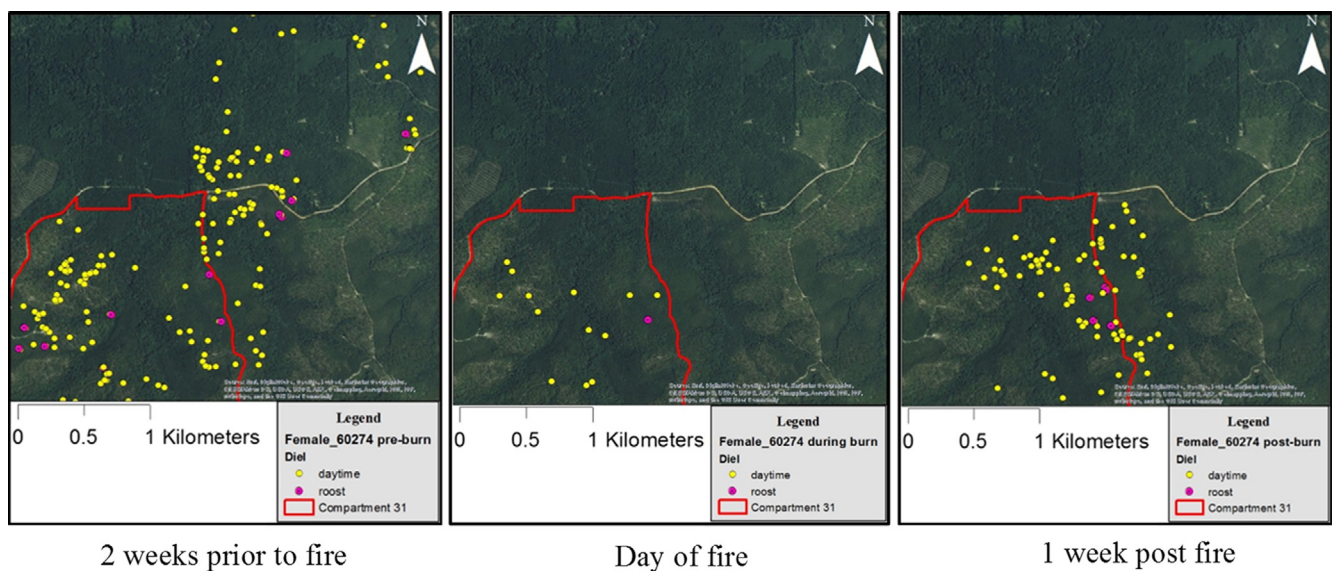 N
0 0.5 1 Kilometers
Legend
Female_60274 pre-burn
Diel
daytime
roost
Compartment 31
2 weeks prior to fire
N
0 0.5 1 Kilometers
Legend
Female_60274 during burn
Diel
daytime
roost
Compartment 31
Day of fire
N
0 0.5 1 Kilometers
Legend
Female_60274 post-burn
Diel
daytime
roost
Compartment 31
1 week post fire